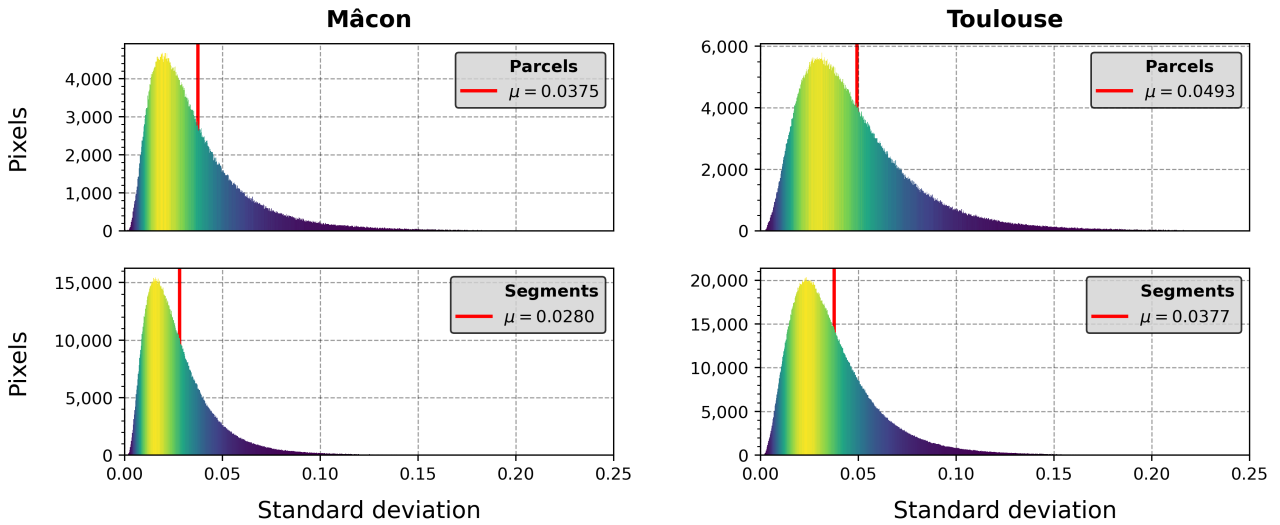 Mâcon
Pixels
4,000
3,000
2,000
1,000
0
Parcels
μ = 0.0375
Toulouse
6,000
4,000
2,000
0
Parcels
μ = 0.0493
Pixels
15,000
10,000
5,000
0
Segments
μ = 0.0280
0.00 0.05 0.10 0.15 0.20 0.25
Standard deviation
20,000
15,000
10,000
5,000
0
Segments
μ = 0.0377
0.00 0.05 0.10 0.15 0.20 0.25
Standard deviation